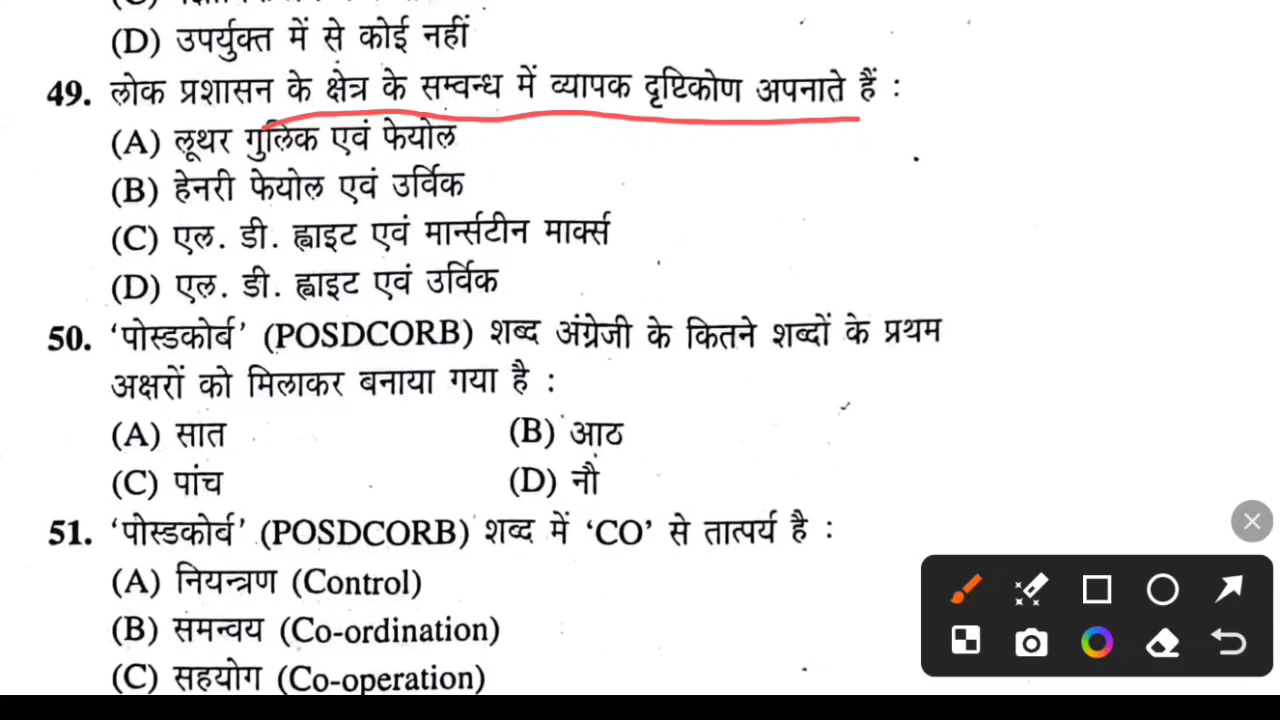 (D) उपर्युक्त में से कोई नहीं
49. लोक प्रशासन के क्षेत्र के सम्वन्ध में व्यापक दृष्टिकोण अपनाते हैं :
(A) लूथर गुलिक एवं फेयोल
(B) हेनरी फेयोल एवं उर्विक
(C) एल. डी. ह्वाइट एवं मार्न्सटीन मार्क्स
(D) एल. डी. ह्वाइट एवं उर्विक
50. ‘पोस्डकोर्ब’ (POSDCORB) शब्द अंग्रेजी के कितने शब्दों के प्रथम
अक्षरों को मिलाकर बनाया गया है :
(A) सात (B) आठ
(C) पांच (D) नौ
51. ‘पोस्डकोर्ब’ (POSDCORB) शब्द में ‘CO’ से तात्पर्य है :
(A) नियन्त्रण (Control)
(B) समन्वय (Co-ordination)
(C) सहयोग (Co-operation)